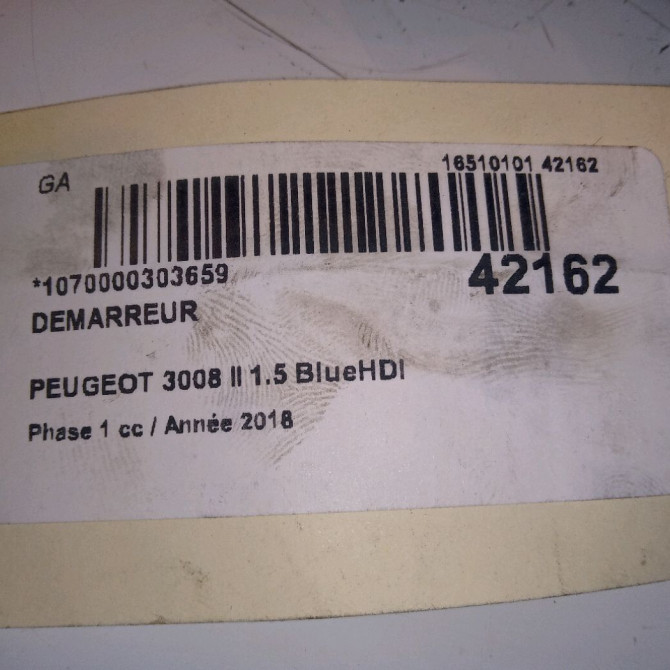 GA
16510101 42162
*1070000303659
42162
DEMARREUR
PEUGEOT 3008 II 1.5 BlueHDI
Phase 1 cc / Année 2018